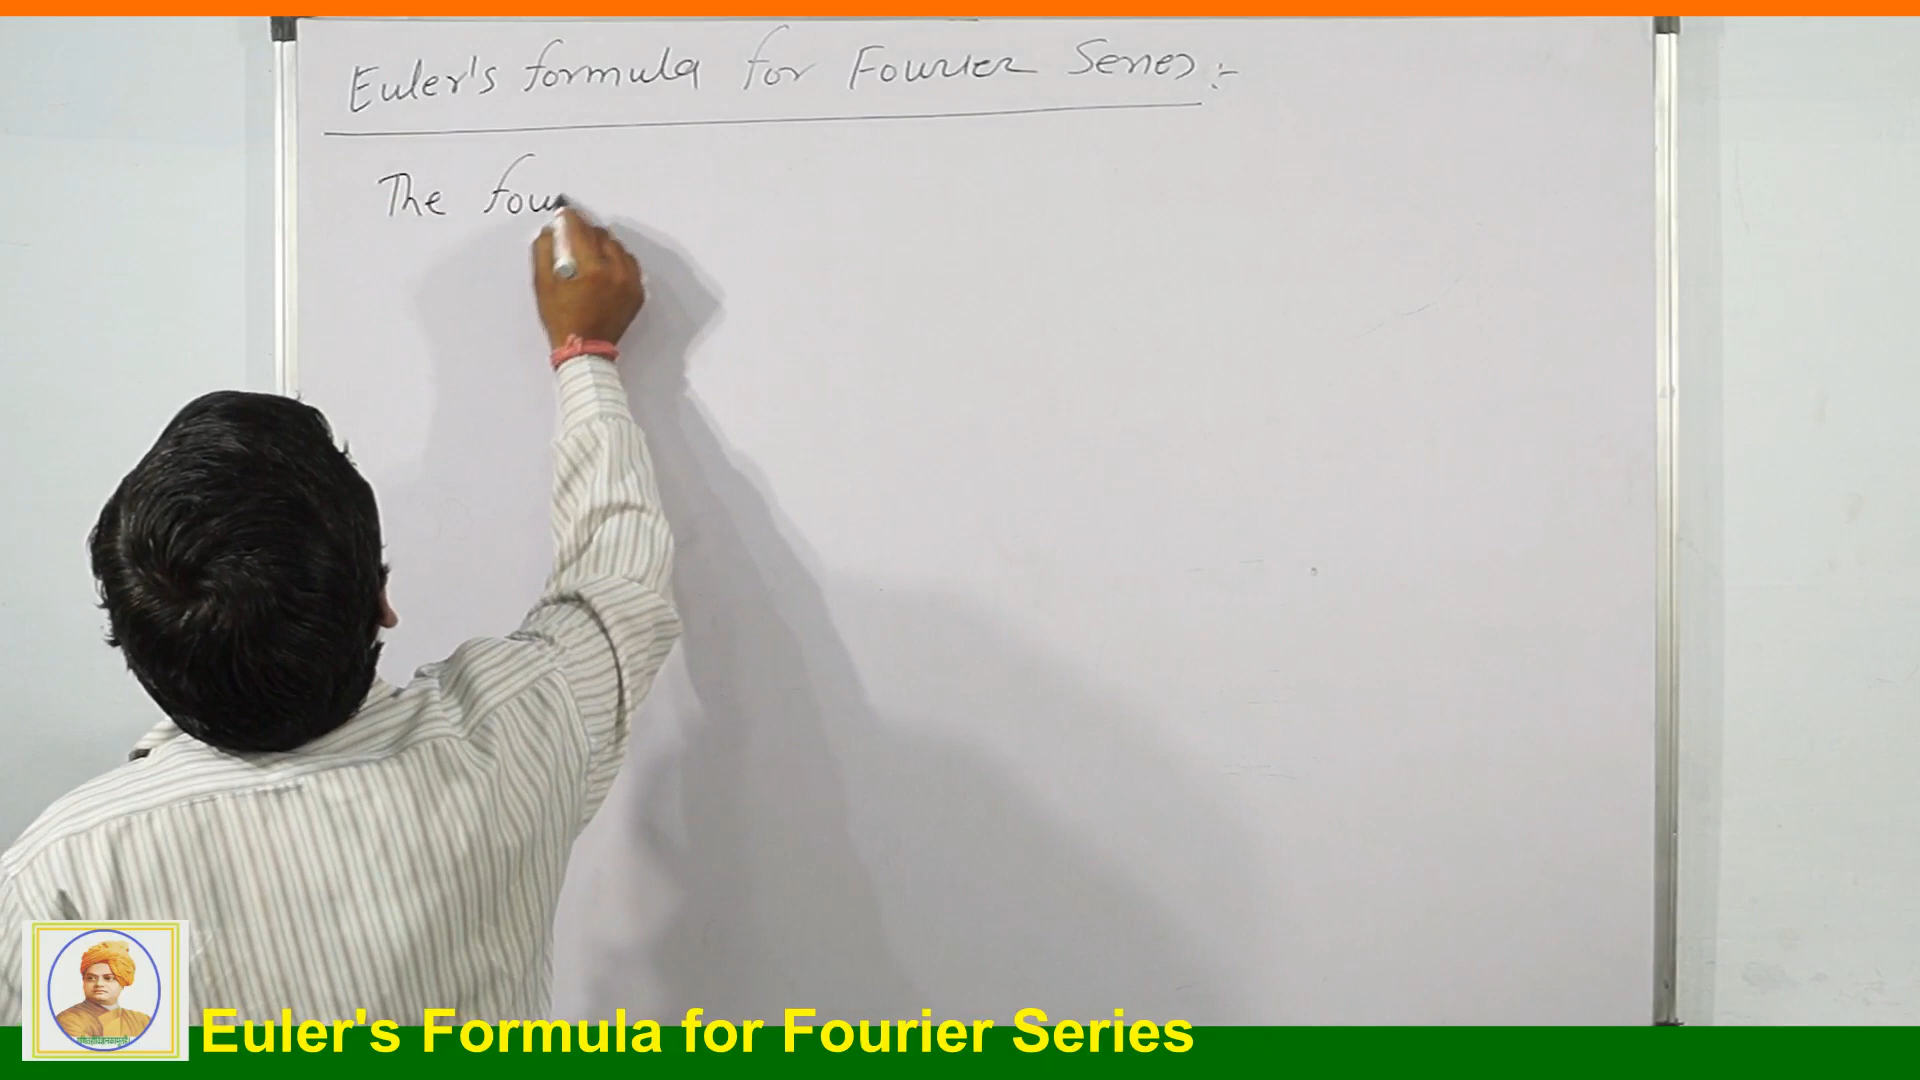 Euler's formula for Fourier Series :-
The fou
Euler's Formula for Fourier Series